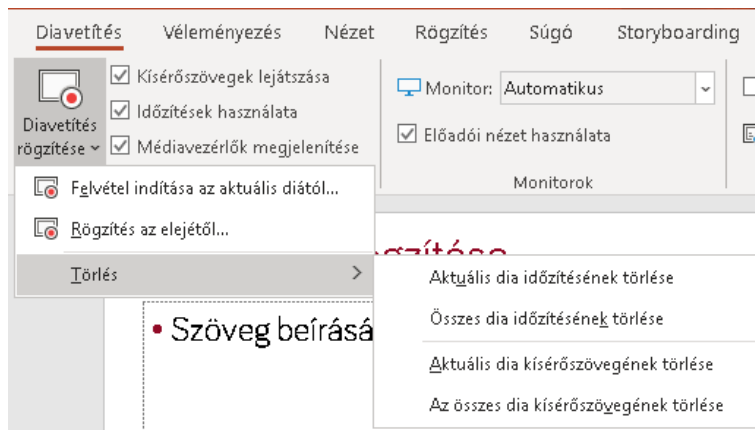 Diavetítés Véleményezés Nézet Rögzítés Súgó Storyboarding
Diavetítés rögzítése
Kísérőszövegek lejátszása
Időzítések használata
Médiavezérlők megjelenítése
Monitor: Automatikus
Előadói nézet használata
Monitorok
Felvétel indítása az aktuális diától...
Rögzítés az elejétől...
Törlés
Aktuális dia időzítésének törlése
Összes dia időzítésének törlése
Aktuális dia kísérőszövegének törlése
Az összes dia kísérőszövegének törlése
• Szöveg beírásá